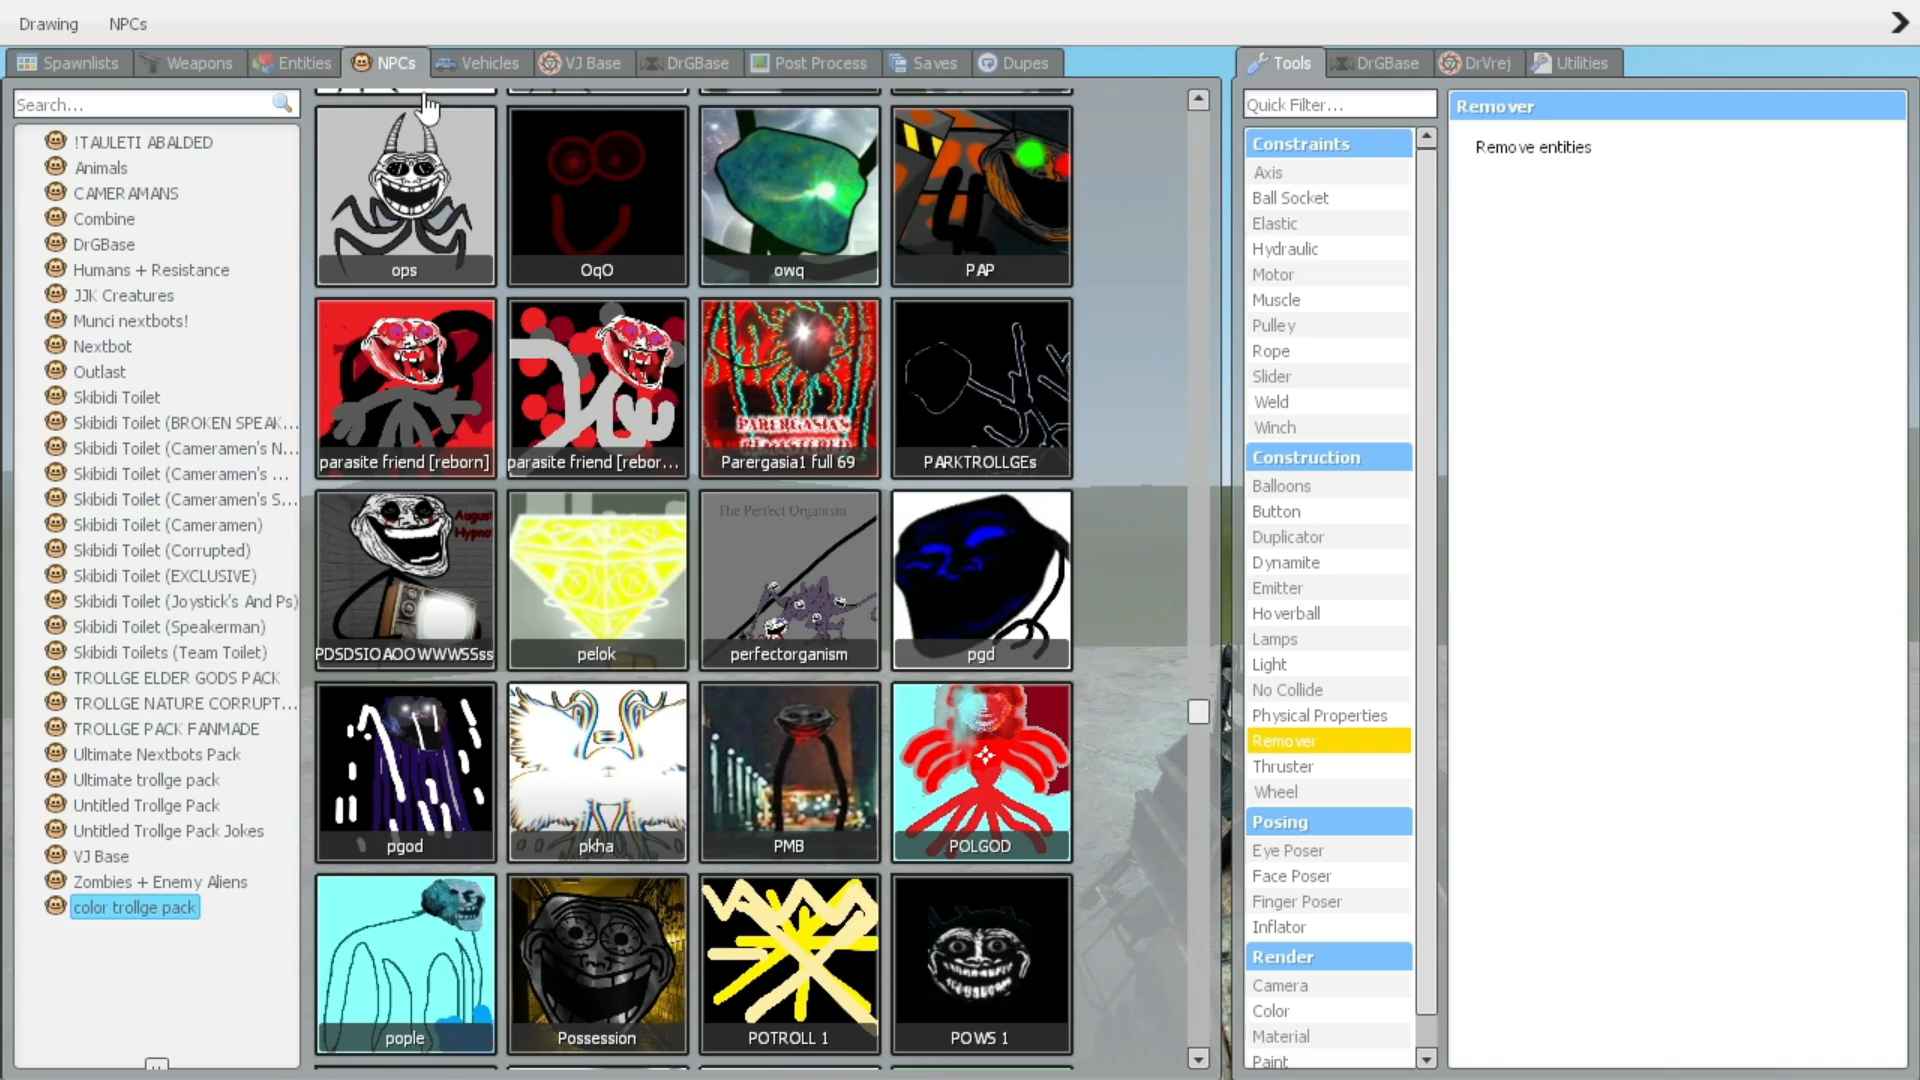 Drawing NPCs
Spawnlists Weapons Entities NPCs Vehicles VJ Base DrGBase Post Process Saves Dupes
Search...
!TAULETI ABALDED
Animals
CAMERAMANS
Combine
DrGBase
Humans + Resistance
JJK Creatures
Munci nextbots!
Nextbot
Outlast
Skibidi Toilet
Skibidi Toilet (BROKEN SPEAK...
Skibidi Toilet (Cameramen's N...
Skibidi Toilet (Cameramen's ...
Skibidi Toilet (Cameramen's S...
Skibidi Toilet (Cameramen)
Skibidi Toilet (Corrupted)
Skibidi Toilet (EXCLUSIVE)
Skibidi Toilet (Joystick's And Ps)
Skibidi Toilet (Speakerman)
Skibidi Toilets (Team Toilet)
TROLLGE ELDER GODS PACK
TROLLGE NATURE CORRUPT...
TROLLGE PACK FANMADE
Ultimate Nextbots Pack
Ultimate trollge pack
Untitled Trollge Pack
Untitled Trollge Pack Jokes
VJ Base
Zombies + Enemy Aliens
color trollge pack
ops OqO owq PAP
parasite friend [reborn] parasite friend [rebor... Parergasia1 full 69 PARKTROLLGEs
August
Hypno
The Perfect Organism
PDSDSIOAOOWWWSSss pelok perfectorganism pgd
pgod pkha PMB POLGOD
pople Possession POTROLL 1 POWS 1
Tools DrGBase DrVrej Utilities
Quick Filter...
Constraints
Axis
Ball Socket
Elastic
Hydraulic
Motor
Muscle
Pulley
Rope
Slider
Weld
Winch
Construction
Balloons
Button
Duplicator
Dynamite
Emitter
Hoverball
Lamps
Light
No Collide
Physical Properties
Remover
Thruster
Wheel
Posing
Eye Poser
Face Poser
Finger Poser
Inflator
Render
Camera
Color
Material
Paint
Remover
Remove entities